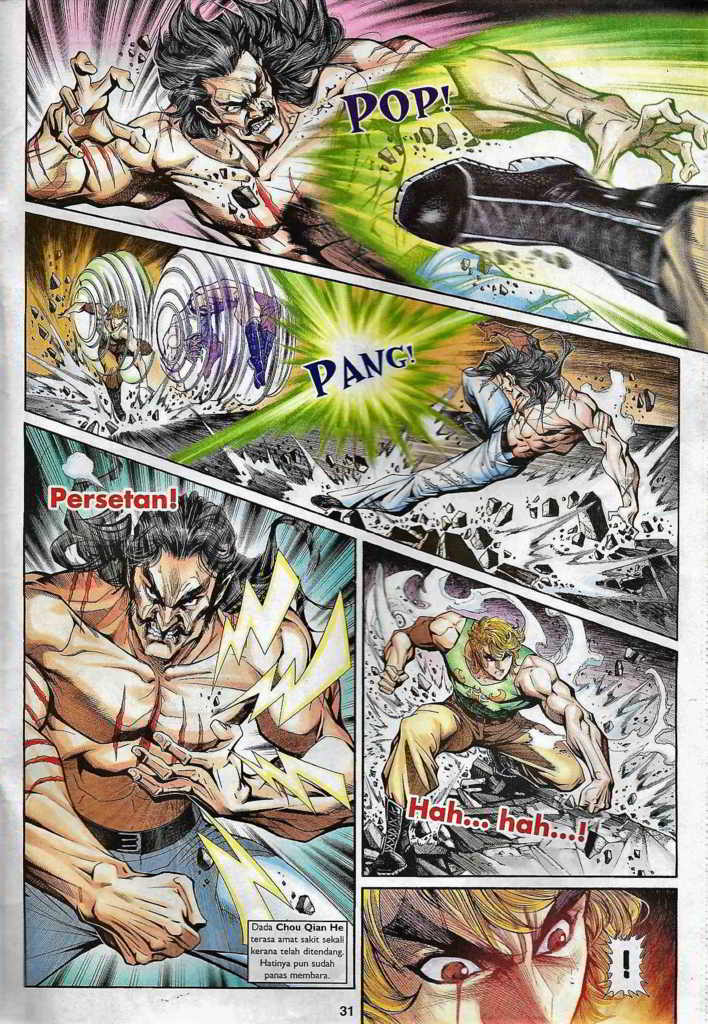 POP!
PANG!
Persetan!
Hah... hah...!
Dada Chou Qian He
terasa amat sakit sekali
kerana telah ditendang.
Hatinya pun sudah
panas membara.
!
31